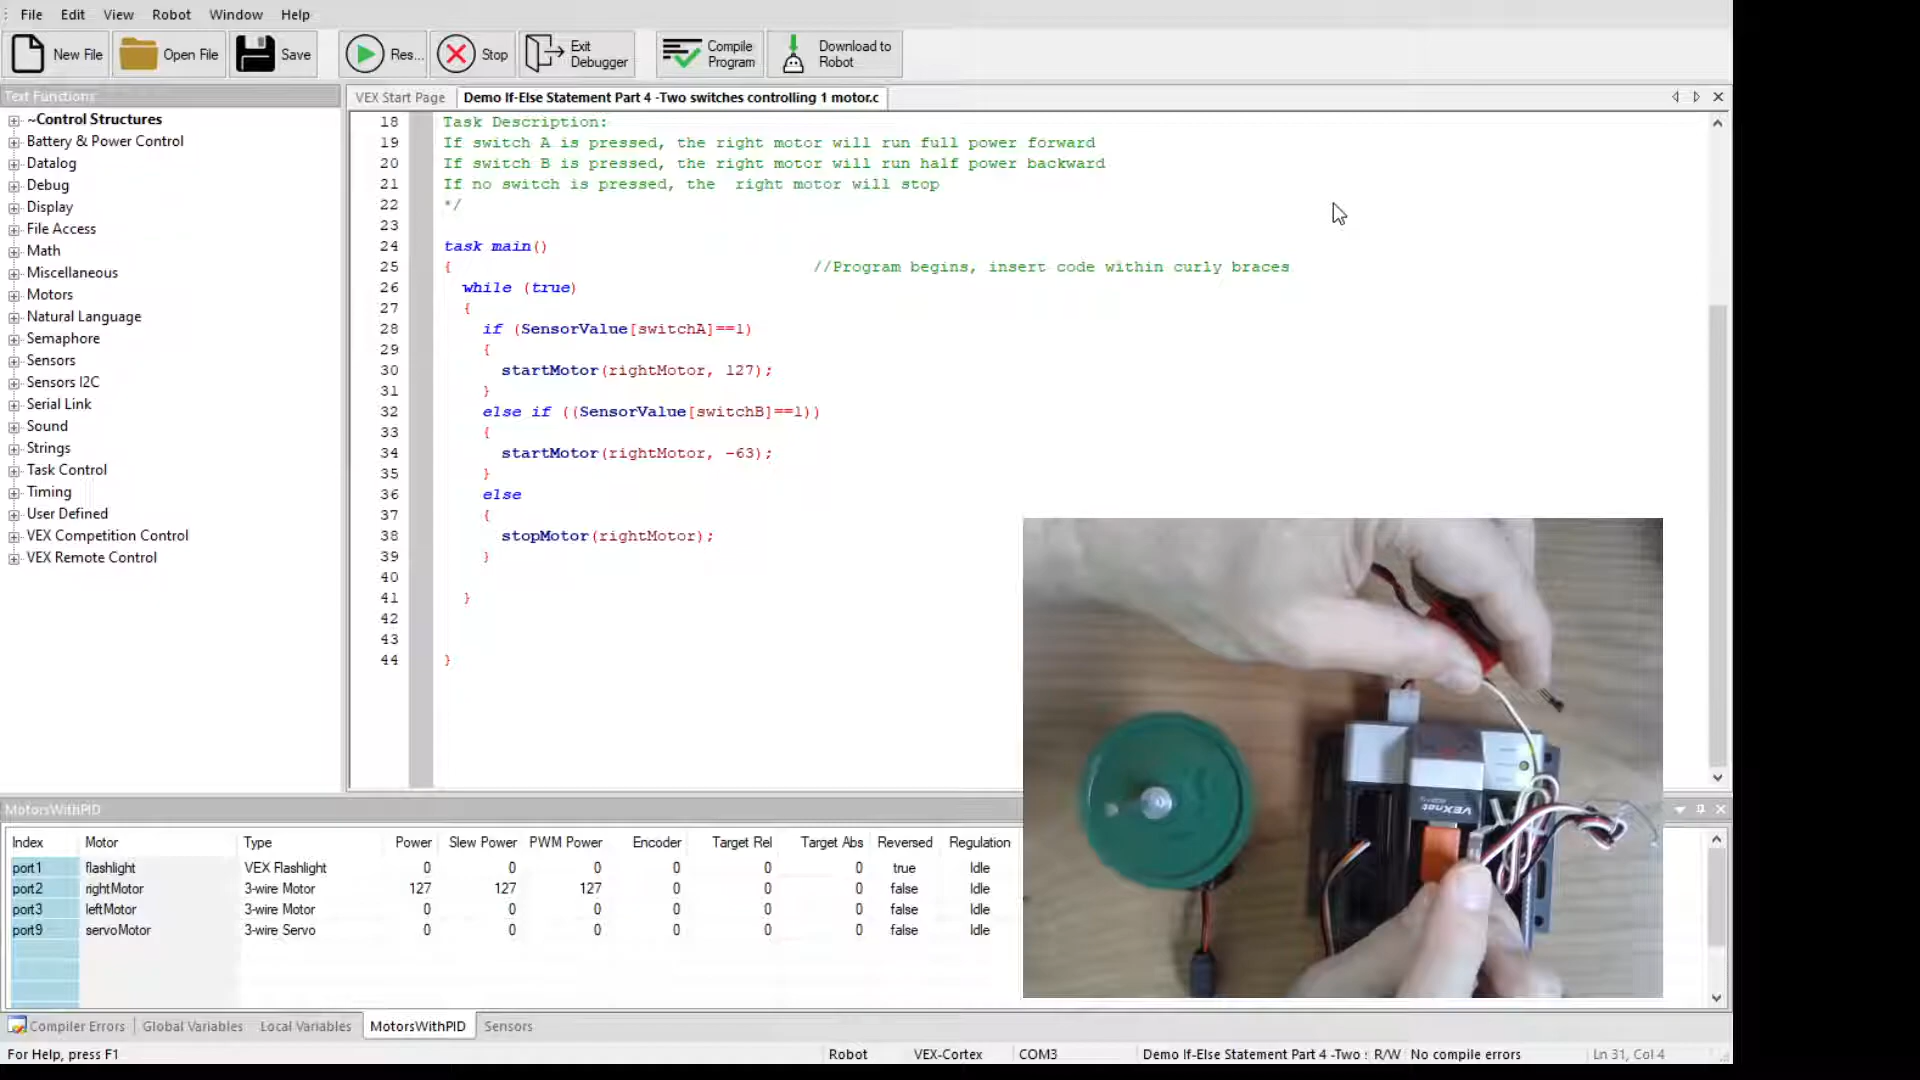 File Edit View Robot Window Help
New File Open File Save Res... Stop Exit Debugger Compile Program Download to Robot
Text Functions
~Control Structures
Battery & Power Control
Datalog
Debug
Display
File Access
Math
Miscellaneous
Motors
Natural Language
Semaphore
Sensors
Sensors I2C
Serial Link
Sound
Strings
Task Control
Timing
User Defined
VEX Competition Control
VEX Remote Control
VEX Start Page Demo If-Else Statement Part 4 -Two switches controlling 1 motor.c
18 Task Description:
19 If switch A is pressed, the right motor will run full power forward
20 If switch B is pressed, the right motor will run half power backward
21 If no switch is pressed, the right motor will stop
22 */
23
24 task main()
25 { //Program begins, insert code within curly braces
26 while (true)
27 {
28 if (SensorValue[switchA]==1)
29 {
30 startMotor(rightMotor, 127);
31 }
32 else if ((SensorValue[switchB]==1))
33 {
34 startMotor(rightMotor, -63);
35 }
36 else
37 {
38 stopMotor(rightMotor);
39 }
40
41 }
42
43
44 }
VEXnet
MotorsWithPID
Index Motor Type Power Slew Power PWM Power Encoder Target Rel Target Abs Reversed Regulation
port1 flashlight VEX Flashlight 0 0 0 0 0 0 true Idle
port2 rightMotor 3-wire Motor 127 127 127 0 0 0 false Idle
port3 leftMotor 3-wire Motor 0 0 0 0 0 0 false Idle
port9 servoMotor 3-wire Servo 0 0 0 0 0 0 false Idle
Compiler Errors Global Variables Local Variables MotorsWithPID Sensors
For Help, press F1 Robot VEX-Cortex COM3 Demo If-Else Statement Part 4 -Two s R/W No compile errors Ln 31, Col 4